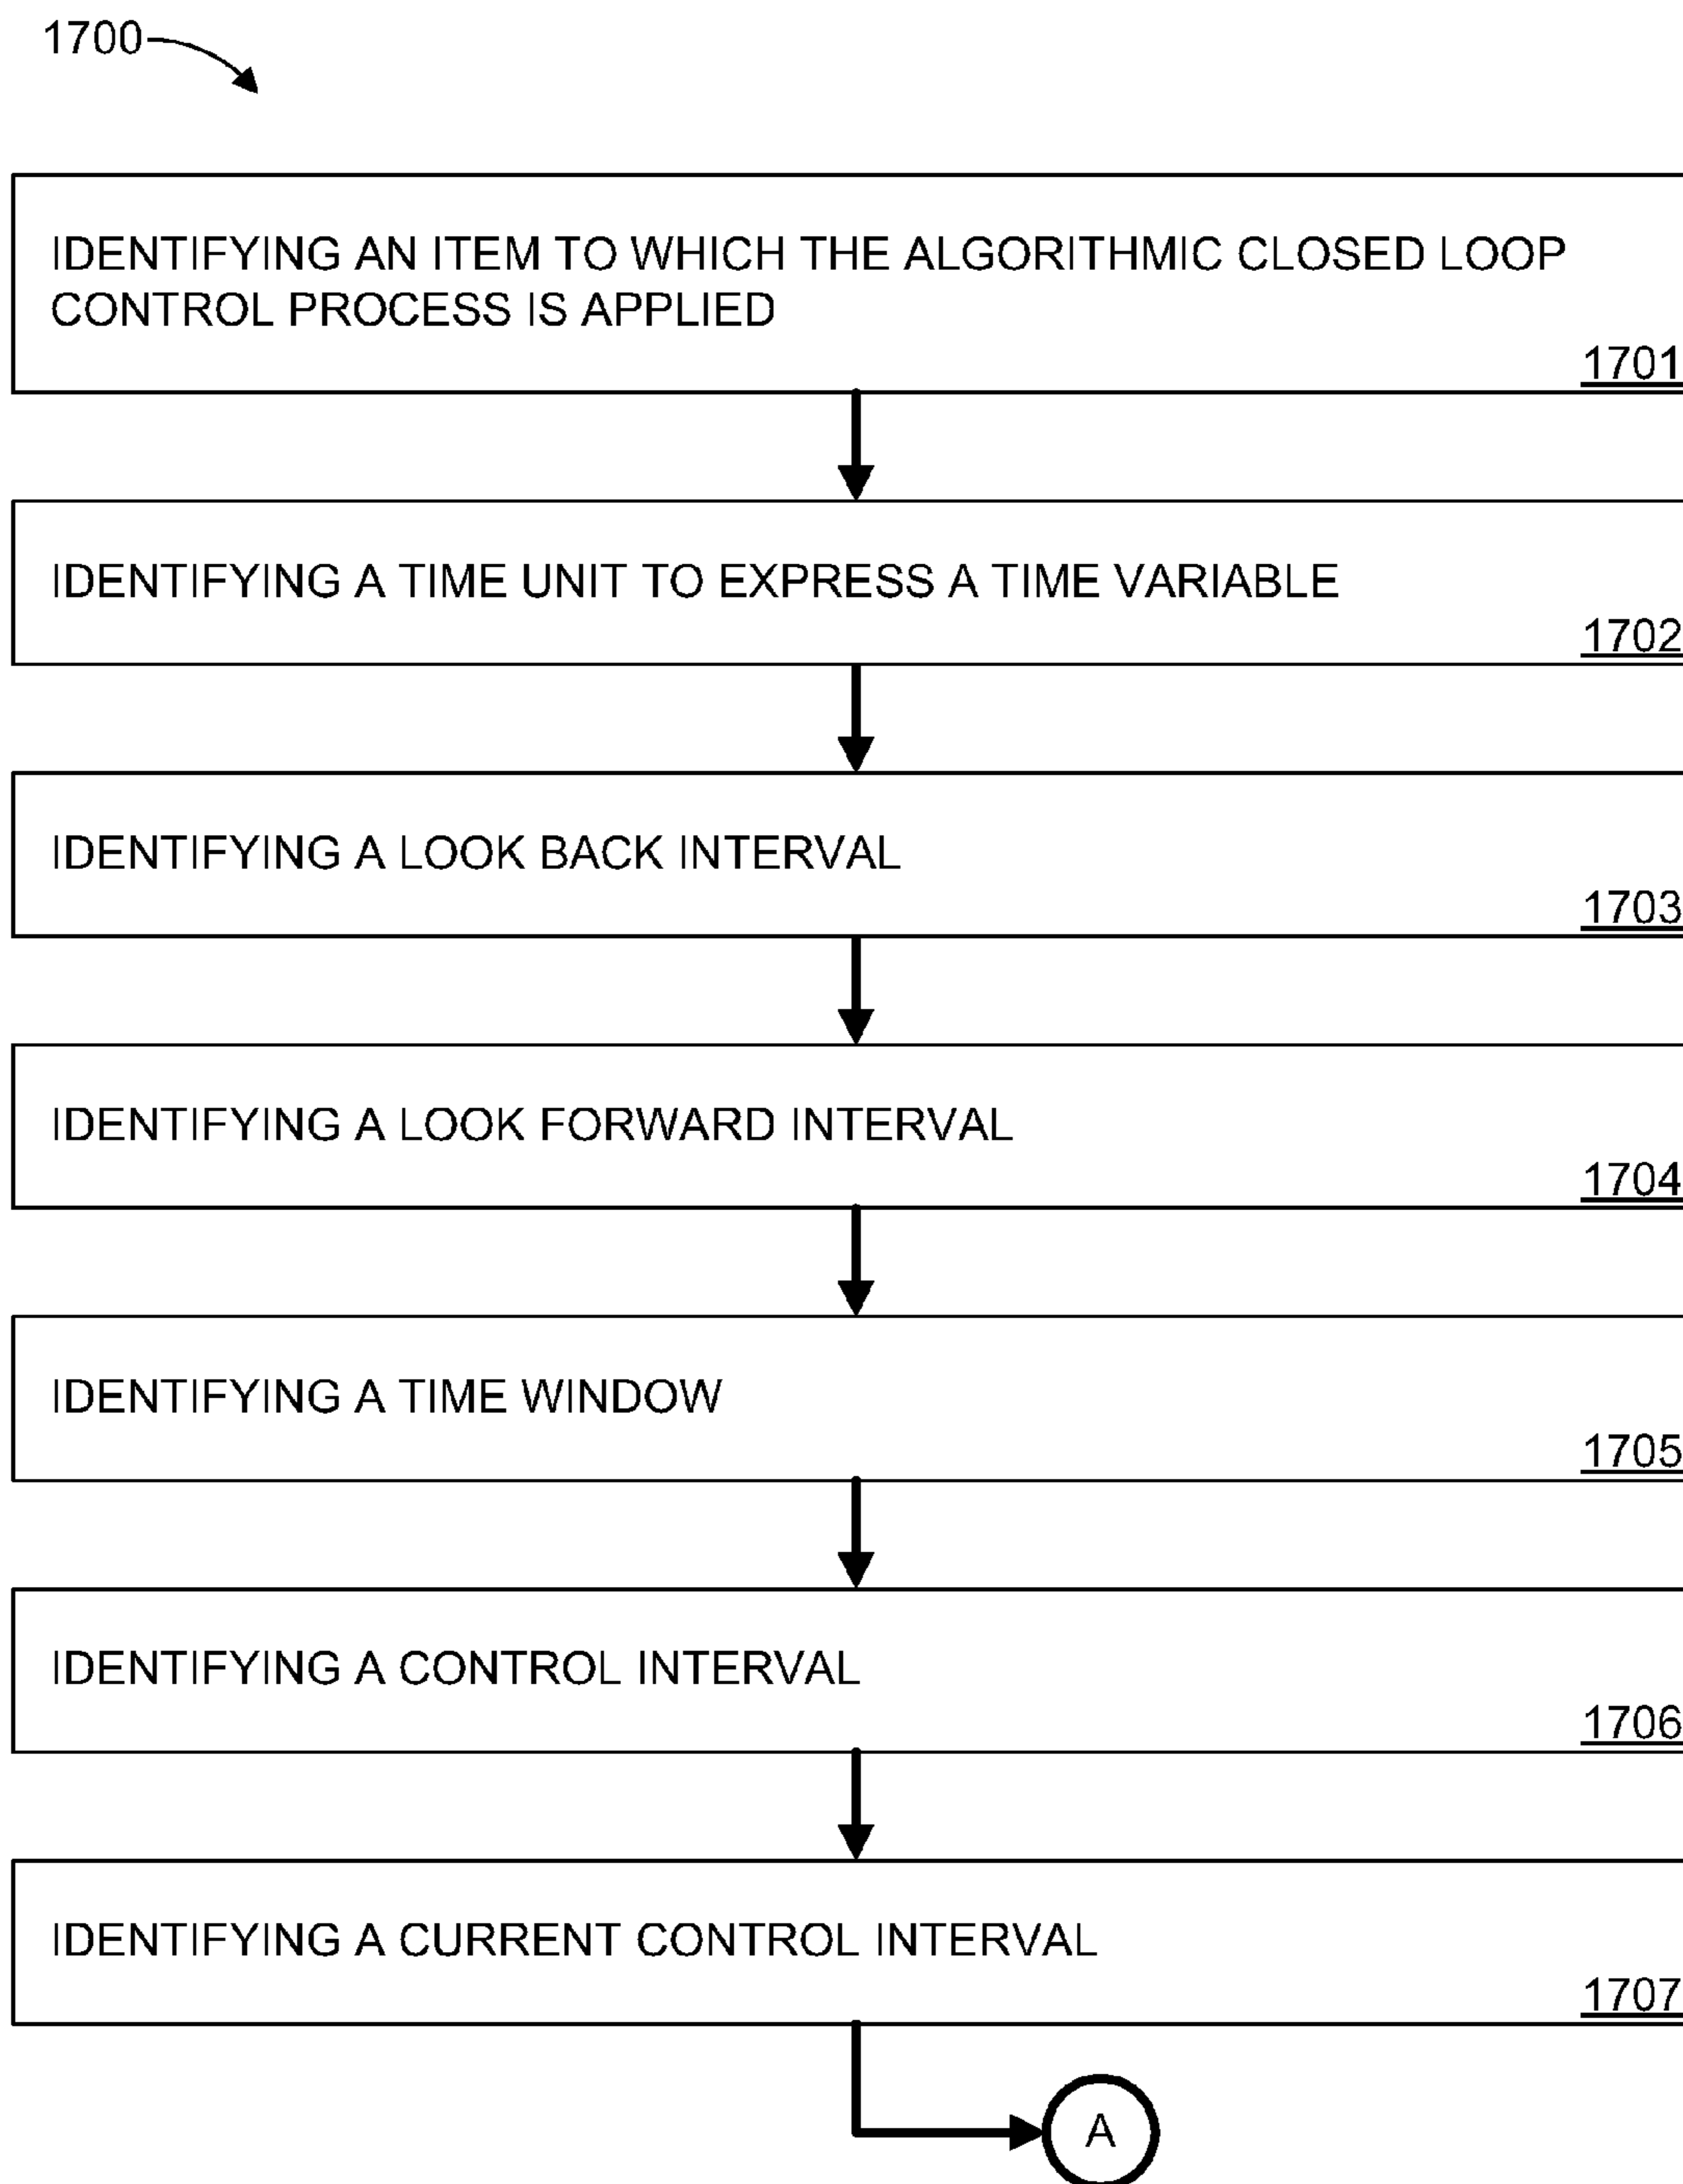 1700
IDENTIFYING AN ITEM TO WHICH THE ALGORITHMIC CLOSED LOOP
CONTROL PROCESS IS APPLIED
1701
IDENTIFYING A TIME UNIT TO EXPRESS A TIME VARIABLE
1702
IDENTIFYING A LOOK BACK INTERVAL
1703
IDENTIFYING A LOOK FORWARD INTERVAL
1704
IDENTIFYING A TIME WINDOW
1705
IDENTIFYING A CONTROL INTERVAL
1706
IDENTIFYING A CURRENT CONTROL INTERVAL
1707
A